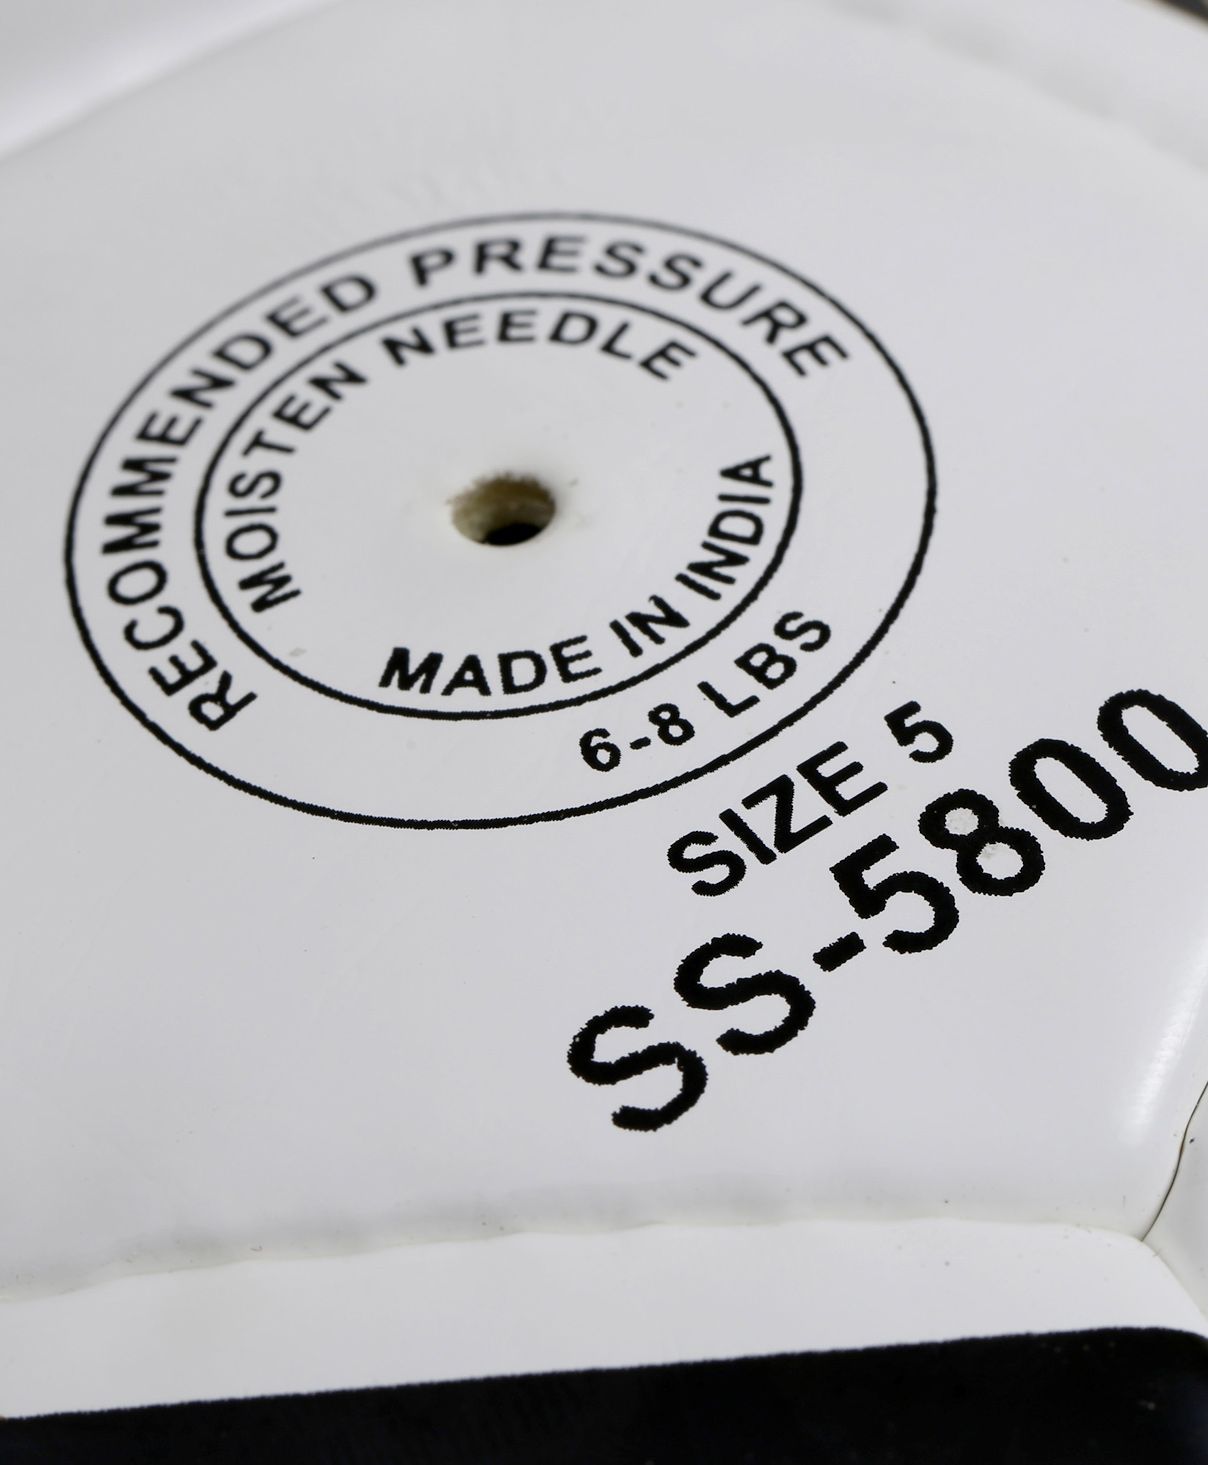 RECOMMENDED PRESSURE
MOISTEN NEEDLE
MADE IN INDIA
6-8 LBS
SIZE 5
SS-5800